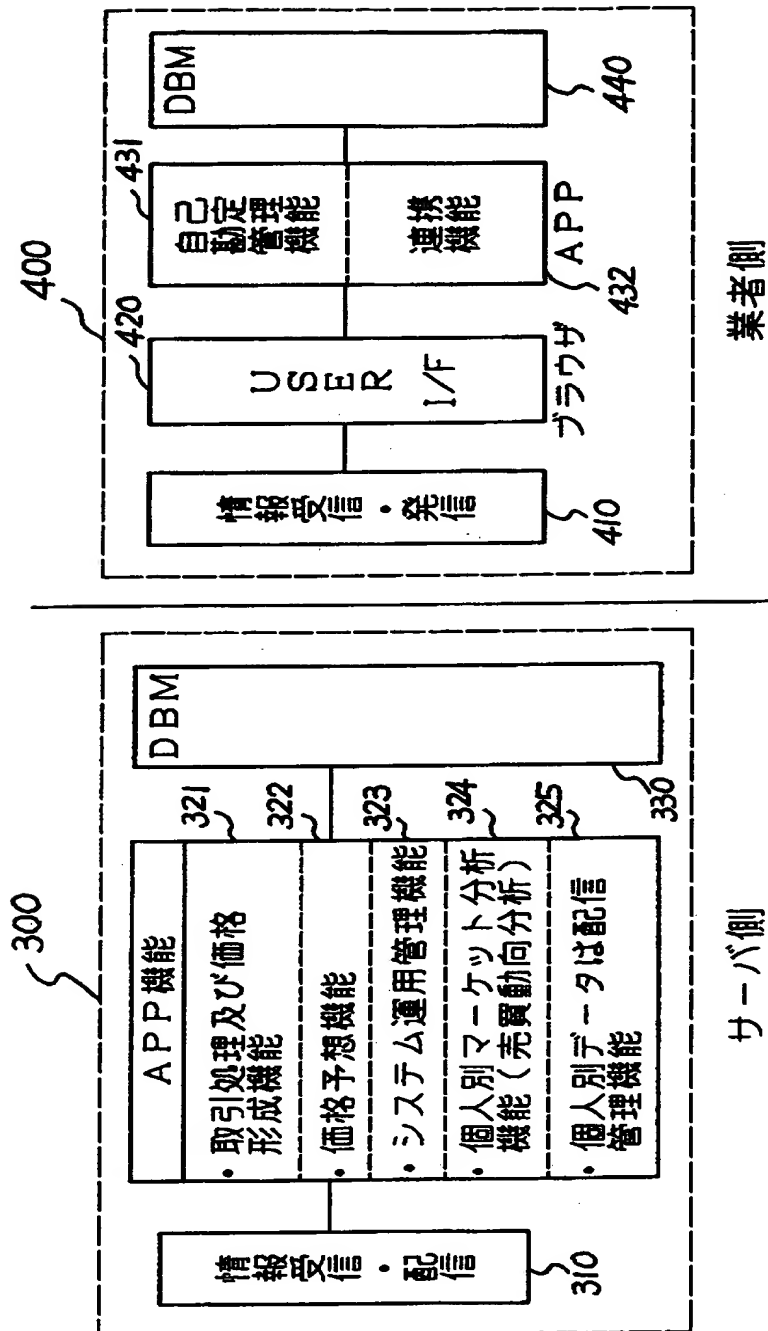 300
APP機能
・取引処理及び価格
形成機能
・価格予想機能
・システム運用管理機能
・個人別マーケット分析
機能(売買動向分析)
・個人別データは配信
管理機能
321
322
323
324
325
情報受信・配信
310
DBM
330
サーバ側
400
情報受信・発信
410
420
USER
I/F
ブラウザ
431
自己
勘定
管理
機能
連携
機能
432
APP
DBM
440
業者側